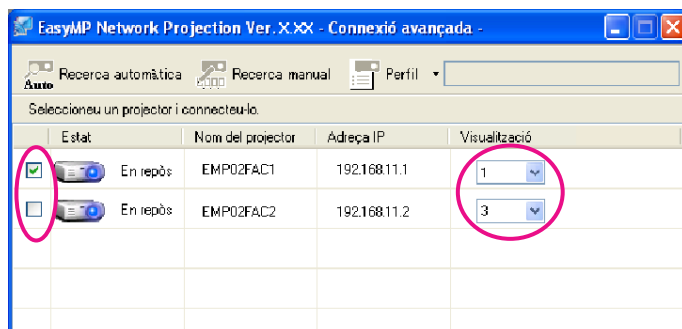 EasyMP Network Projection Ver.X.XX - Connexió avançada -
Auto Recerca automàtica Recerca manual Perfil
Seleccioneu un projector i connecteu-lo.
Estat Nom del projector Adreça IP Visualització
En repòs EMP02FAC1 192.168.11.1 1
En repòs EMP02FAC2 192.168.11.2 3